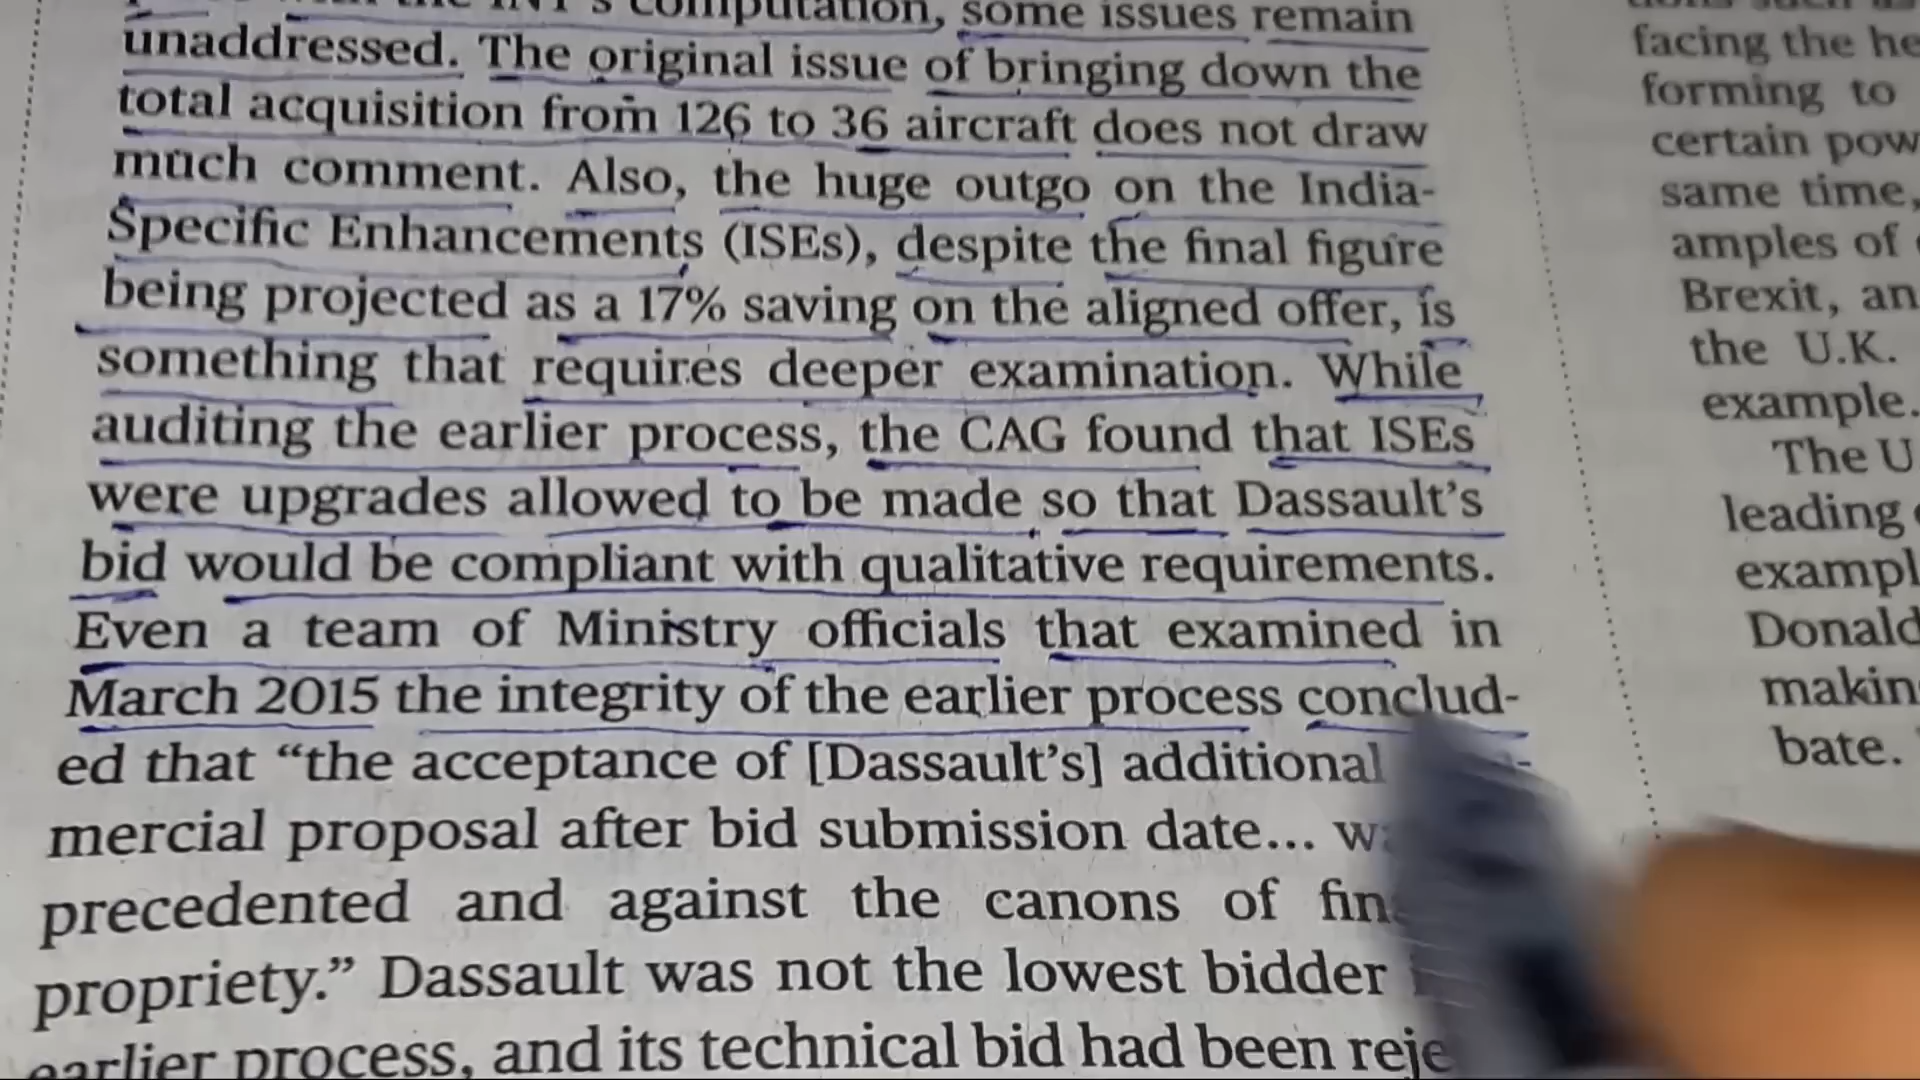 the INT's computation, some issues remain
unaddressed. The original issue of bringing down the
total acquisition from 126 to 36 aircraft does not draw
much comment. Also, the huge outgo on the India-
Specific Enhancements (ISEs), despite the final figure
being projected as a 17% saving on the aligned offer, is
something that requires deeper examination. While
auditing the earlier process, the CAG found that ISEs
were upgrades allowed to be made so that Dassault's
bid would be compliant with qualitative requirements.
Even a team of Ministry officials that examined in
March 2015 the integrity of the earlier process conclud-
ed that “the acceptance of [Dassault's] additional
mercial proposal after bid submission date...
precedented and against the canons of
propriety.” Dassault was not the lowest bidder
earlier process, and its technical bid had been
facing the
forming to
certain
same time,
amples of
Brexit,
the U.K.
example.
The
leading
Donald
bate.